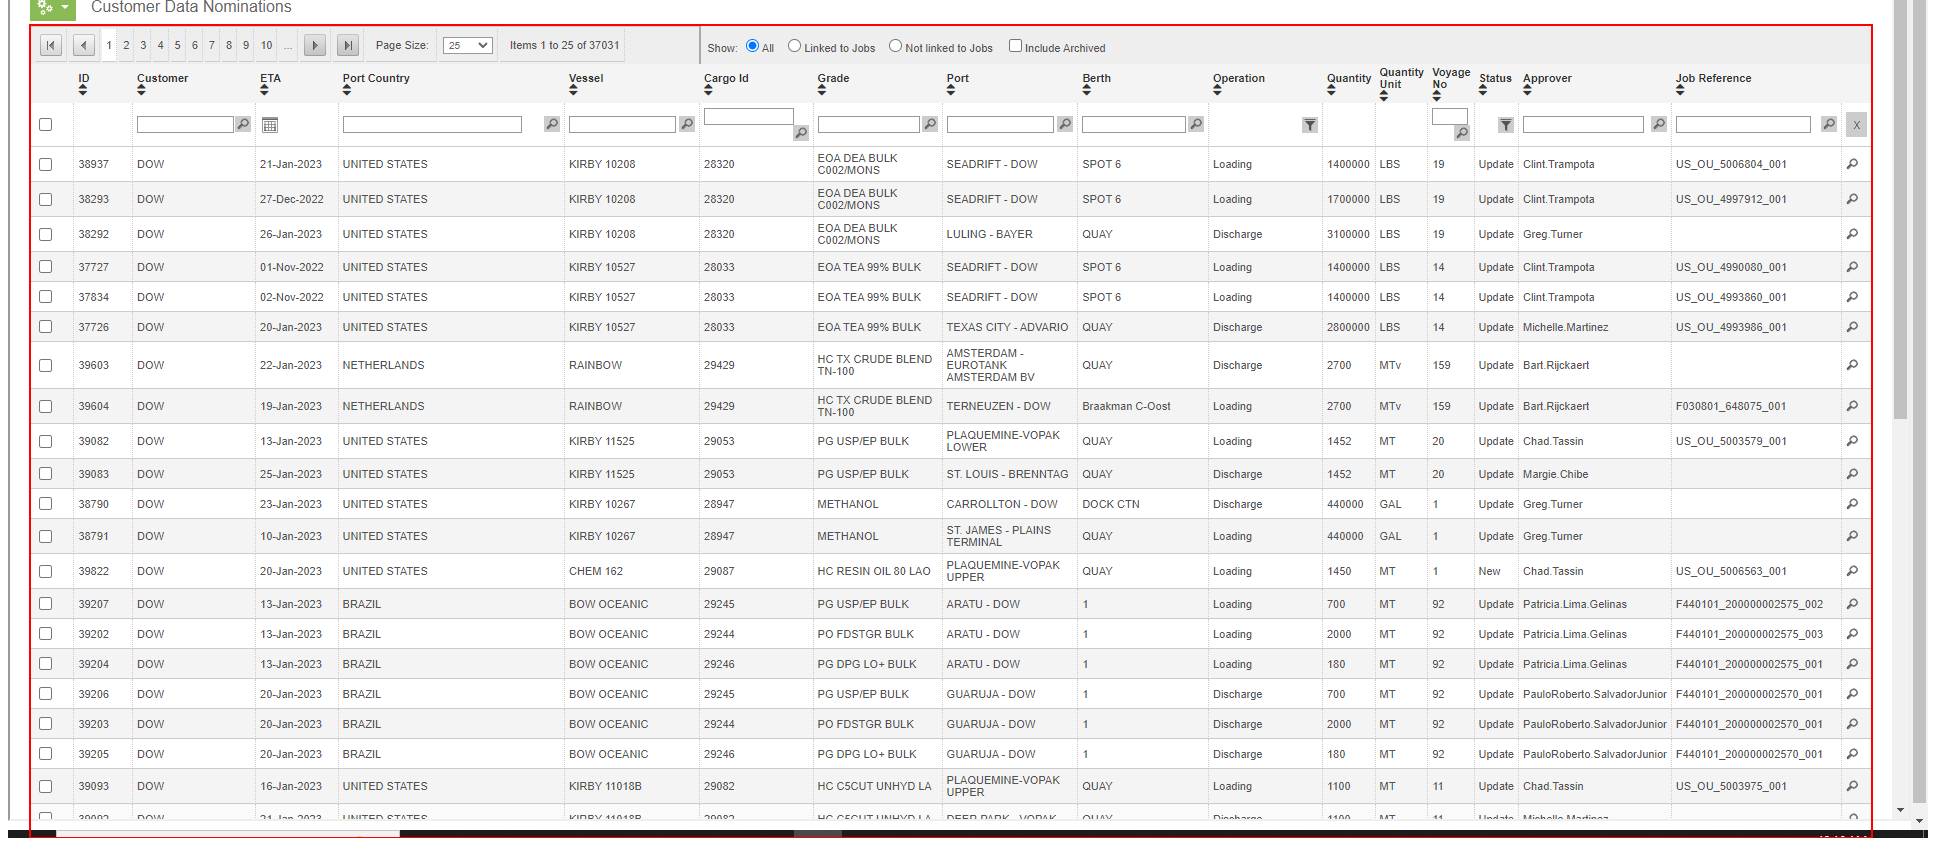 Customer Data Nominations
1 2 3 4 5 6 7 8 9 10 ... Page Size: 25 Items 1 to 25 of 37031 Show: All Linked to Jobs Not linked to Jobs Include Archived
ID Customer ETA Port Country Vessel Cargo Id Grade Port Berth Operation Quantity Quantity Unit Voyage No Status Approver Job Reference
X
38937 DOW 21-Jan-2023 UNITED STATES KIRBY 10208 28320 EOA DEA BULK C002/MONS SEADRIFT - DOW SPOT 6 Loading 1400000 LBS 19 Update Clint.Trampota US_OU_5006804_001
38293 DOW 27-Dec-2022 UNITED STATES KIRBY 10208 28320 EOA DEA BULK C002/MONS SEADRIFT - DOW SPOT 6 Loading 1700000 LBS 19 Update Clint.Trampota US_OU_4997912_001
38292 DOW 26-Jan-2023 UNITED STATES KIRBY 10208 28320 EOA DEA BULK C002/MONS LULING - BAYER QUAY Discharge 3100000 LBS 19 Update Greg.Turner
37727 DOW 01-Nov-2022 UNITED STATES KIRBY 10527 28033 EOA TEA 99% BULK SEADRIFT - DOW SPOT 6 Loading 1400000 LBS 14 Update Clint.Trampota US_OU_4990080_001
37834 DOW 02-Nov-2022 UNITED STATES KIRBY 10527 28033 EOA TEA 99% BULK SEADRIFT - DOW SPOT 6 Loading 1400000 LBS 14 Update Clint.Trampota US_OU_4993860_001
37726 DOW 20-Jan-2023 UNITED STATES KIRBY 10527 28033 EOA TEA 99% BULK TEXAS CITY - ADVARIO QUAY Discharge 2800000 LBS 14 Update Michelle.Martinez US_OU_4993986_001
39603 DOW 22-Jan-2023 NETHERLANDS RAINBOW 29429 HC TX CRUDE BLEND TN-100 AMSTERDAM - EUROTANK AMSTERDAM BV QUAY Discharge 2700 MTv 159 Update Bart.Rijckaert
39604 DOW 19-Jan-2023 NETHERLANDS RAINBOW 29429 HC TX CRUDE BLEND TN-100 TERNEUZEN - DOW Braakman C-Oost Loading 2700 MTv 159 Update Bart.Rijckaert F030801_648075_001
39082 DOW 13-Jan-2023 UNITED STATES KIRBY 11525 29053 PG USP/EP BULK PLAQUEMINE-VOPAK LOWER QUAY Loading 1452 MT 20 Update Chad.Tassin US_OU_5003579_001
39083 DOW 25-Jan-2023 UNITED STATES KIRBY 11525 29053 PG USP/EP BULK ST. LOUIS - BRENNTAG QUAY Discharge 1452 MT 20 Update Margie.Chibe
38790 DOW 23-Jan-2023 UNITED STATES KIRBY 10267 28947 METHANOL CARROLLTON - DOW DOCK CTN Discharge 440000 GAL 1 Update Greg.Turner
38791 DOW 10-Jan-2023 UNITED STATES KIRBY 10267 28947 METHANOL ST. JAMES - PLAINS TERMINAL QUAY Loading 440000 GAL 1 Update Greg.Turner
39822 DOW 20-Jan-2023 UNITED STATES CHEM 162 29087 HC RESIN OIL 80 LAO PLAQUEMINE-VOPAK UPPER QUAY Loading 1450 MT 1 New Chad.Tassin US_OU_5006563_001
39207 DOW 13-Jan-2023 BRAZIL BOW OCEANIC 29245 PG USP/EP BULK ARATU - DOW 1 Loading 700 MT 92 Update Patricia.Lima.Gelinas F440101_200000002575_002
39202 DOW 13-Jan-2023 BRAZIL BOW OCEANIC 29244 PO FDSTGR BULK ARATU - DOW 1 Loading 2000 MT 92 Update Patricia.Lima.Gelinas F440101_200000002575_003
39204 DOW 13-Jan-2023 BRAZIL BOW OCEANIC 29246 PG DPG LO+ BULK ARATU - DOW 1 Loading 180 MT 92 Update Patricia.Lima.Gelinas F440101_200000002575_001
39206 DOW 20-Jan-2023 BRAZIL BOW OCEANIC 29245 PG USP/EP BULK GUARUJA - DOW 1 Discharge 700 MT 92 Update PauloRoberto.SalvadorJunior F440101_200000002570_001
39203 DOW 20-Jan-2023 BRAZIL BOW OCEANIC 29244 PO FDSTGR BULK GUARUJA - DOW 1 Discharge 2000 MT 92 Update PauloRoberto.SalvadorJunior F440101_200000002570_001
39205 DOW 20-Jan-2023 BRAZIL BOW OCEANIC 29246 PG DPG LO+ BULK GUARUJA - DOW 1 Discharge 180 MT 92 Update PauloRoberto.SalvadorJunior F440101_200000002570_001
39093 DOW 16-Jan-2023 UNITED STATES KIRBY 11018B 29082 HC C5CUT UNHYD LA PLAQUEMINE-VOPAK UPPER QUAY Loading 1100 MT 11 Update Chad.Tassin US_OU_5003975_001
39092 DOW 21-Jan-2023 UNITED STATES KIRBY 11018B 29082 HC C5CUT UNHYD LA DEER PARK - VOPAK QUAY Discharge 1100 MT 11 Update Michelle.Martinez